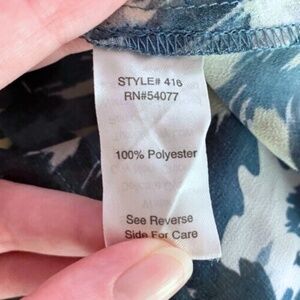 STYLE# 416
RN#54077
100% Polyester
See Reverse
Side For Care